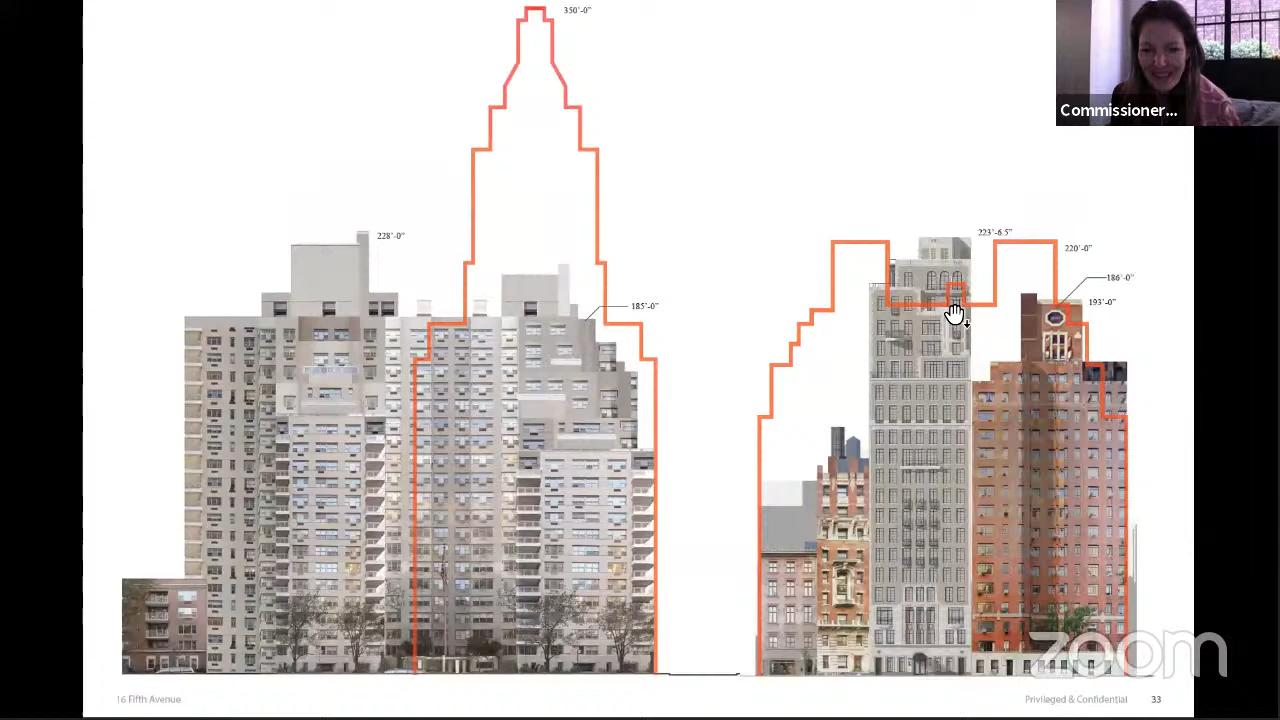 350'-0"
Commissioner...
228'-0"
223'-6.5"
220'-0"
186'-0"
185'-0"
193'-0"
zoom
16 Fifth Avenue
Privileged & Confidential
33